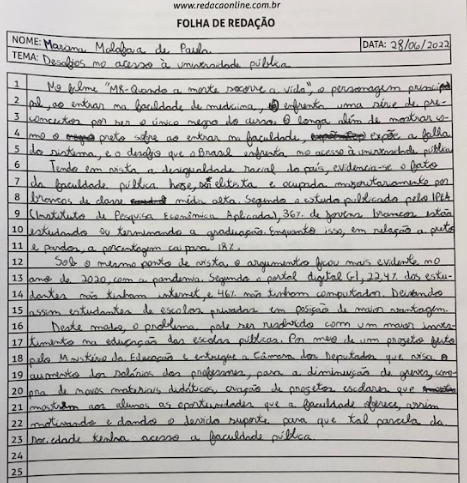 www.redacaonline.com.br
FOLHA DE REDAÇÃO
NOME: Mariana Malafaia de Paula
DATA: 28/06/2022
TEMA: Desafios no acesso à universidade pública
1 No filme "M8-Quando a morte socorre a vida", o personagem princi
2 pal, ao entrar na faculdade de medicina, enfrenta uma série de pre-
3 conceitos por ser o único negro do curso. O longa além de mostrar co-
4 mo o preto sofre ao entrar na faculdade, expõe a falha
5 do sistema, e o desafio que o Brasil enfrenta no acesso à universidade pública
6 Tendo em vista a desigualdade racial do país, evidencia-se o fato
7 da faculdade pública hoje, ser elitista e ocupada majoritariamente por
8 brancos de classe média alta. Segundo o estudo publicado pelo IPEA
9 (Instituto de Pesquisa Econômica Aplicada), 36% de jovens brancos estão
10 estudando ou terminando a graduação. Enquanto isso, em relação a preto
11 e pardos, a porcentagem cai para 18%.
12 Sob o mesmo ponto de vista, o argumento ficou mais evidente no
13 ano de 2020, com a pandemia. Segundo o portal digital G1, 22,4% dos estu-
14 dantes não tinham internet, e 46% não tinham computador. Deixando
15 assim estudantes de escolas privadas em posição de maior vantagem.
16 Deste modo, o problema pode ser resolvido com um maior inves-
17 timento na educação das escolas públicas. Por meio de um projeto feito
18 pelo Ministério da Educação e entregue a Câmara dos Deputados que visa o
19 aumento dos salários dos professores, para a diminuição de greves, com-
20 pra de novos materiais didáticos, criação de projetos escolares que
21 mostrem aos alunos as oportunidades que a faculdade oferece, assim
22 motivando e dando o devido suporte para que tal parcela da
23 sociedade tenha acesso a faculdade pública.
24
25